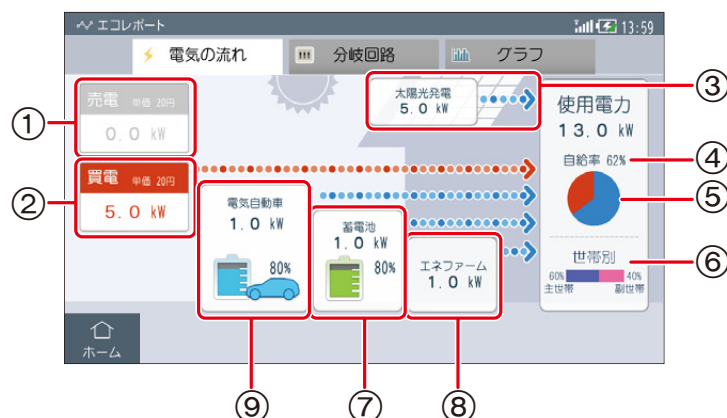 エコレポート
13:59
電気の流れ
分岐回路
グラフ
売電 単価 20円
0.0 kW
買電 単価 20円
5.0 kW
太陽光発電
5.0 kW
使用電力
13.0 kW
自給率 62%
世帯別
60% 40%
主世帯 副世帯
電気自動車
1.0 kW
80%
蓄電池
1.0 kW
80%
エネファーム
1.0 kW
ホーム
①
②
③
④
⑤
⑥
⑨
⑦
⑧